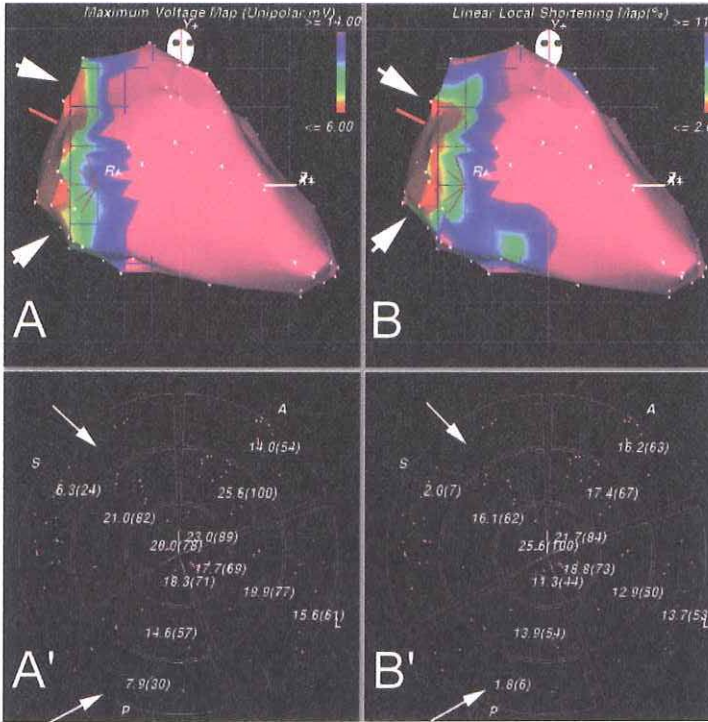 Maximum Voltage Map (Unipolar mV)
>= 14.00
Y+
<= 6.00
R+
A
Linear Local Shortening Map(%)
Y+
R+
B
A
14.0(54)
S
6.3(24)
25.6(100)
21.0(82)
23.0(89)
20.0(78)
17.7(69)
18.3(71)
19.9(77)
15.6(61)
L
14.6(57)
7.9(30)
P
A'
A
16.2(63)
S
2.0(7)
17.4(67)
16.1(62)
21.7(84)
25.6(100)
18.8(73)
11.3(44)
12.9(50)
13.7(53
L
13.9(54)
1.8(6)
P
B'